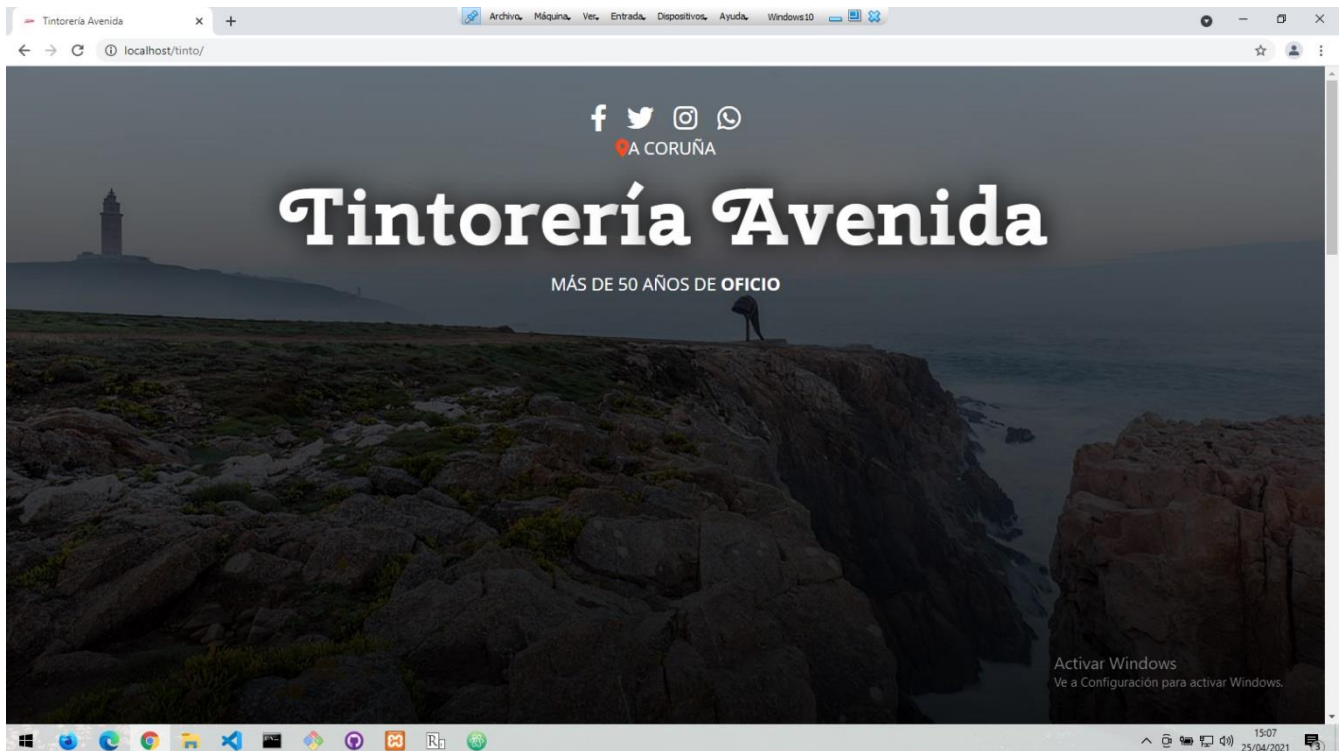 Tintorería Avenida
Archivo Máquina Ver Entrada Dispositivos Ayuda Windows10
localhost/tinto/
A CORUÑA
Tintorería Avenida
MÁS DE 50 AÑOS DE OFICIO
Activar Windows
Ve a Configuración para activar Windows.
15:07
25/04/2021